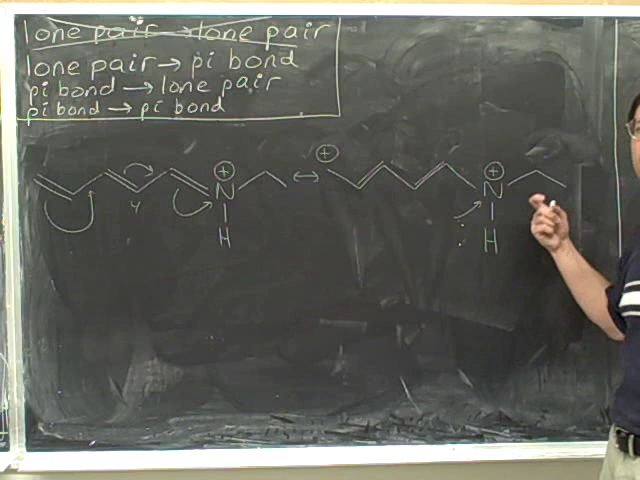 lone pair → lone pair
lone pair → pi bond
pi bond → lone pair
pi bond → pi bond
+ + ↔ + +
N N
H H